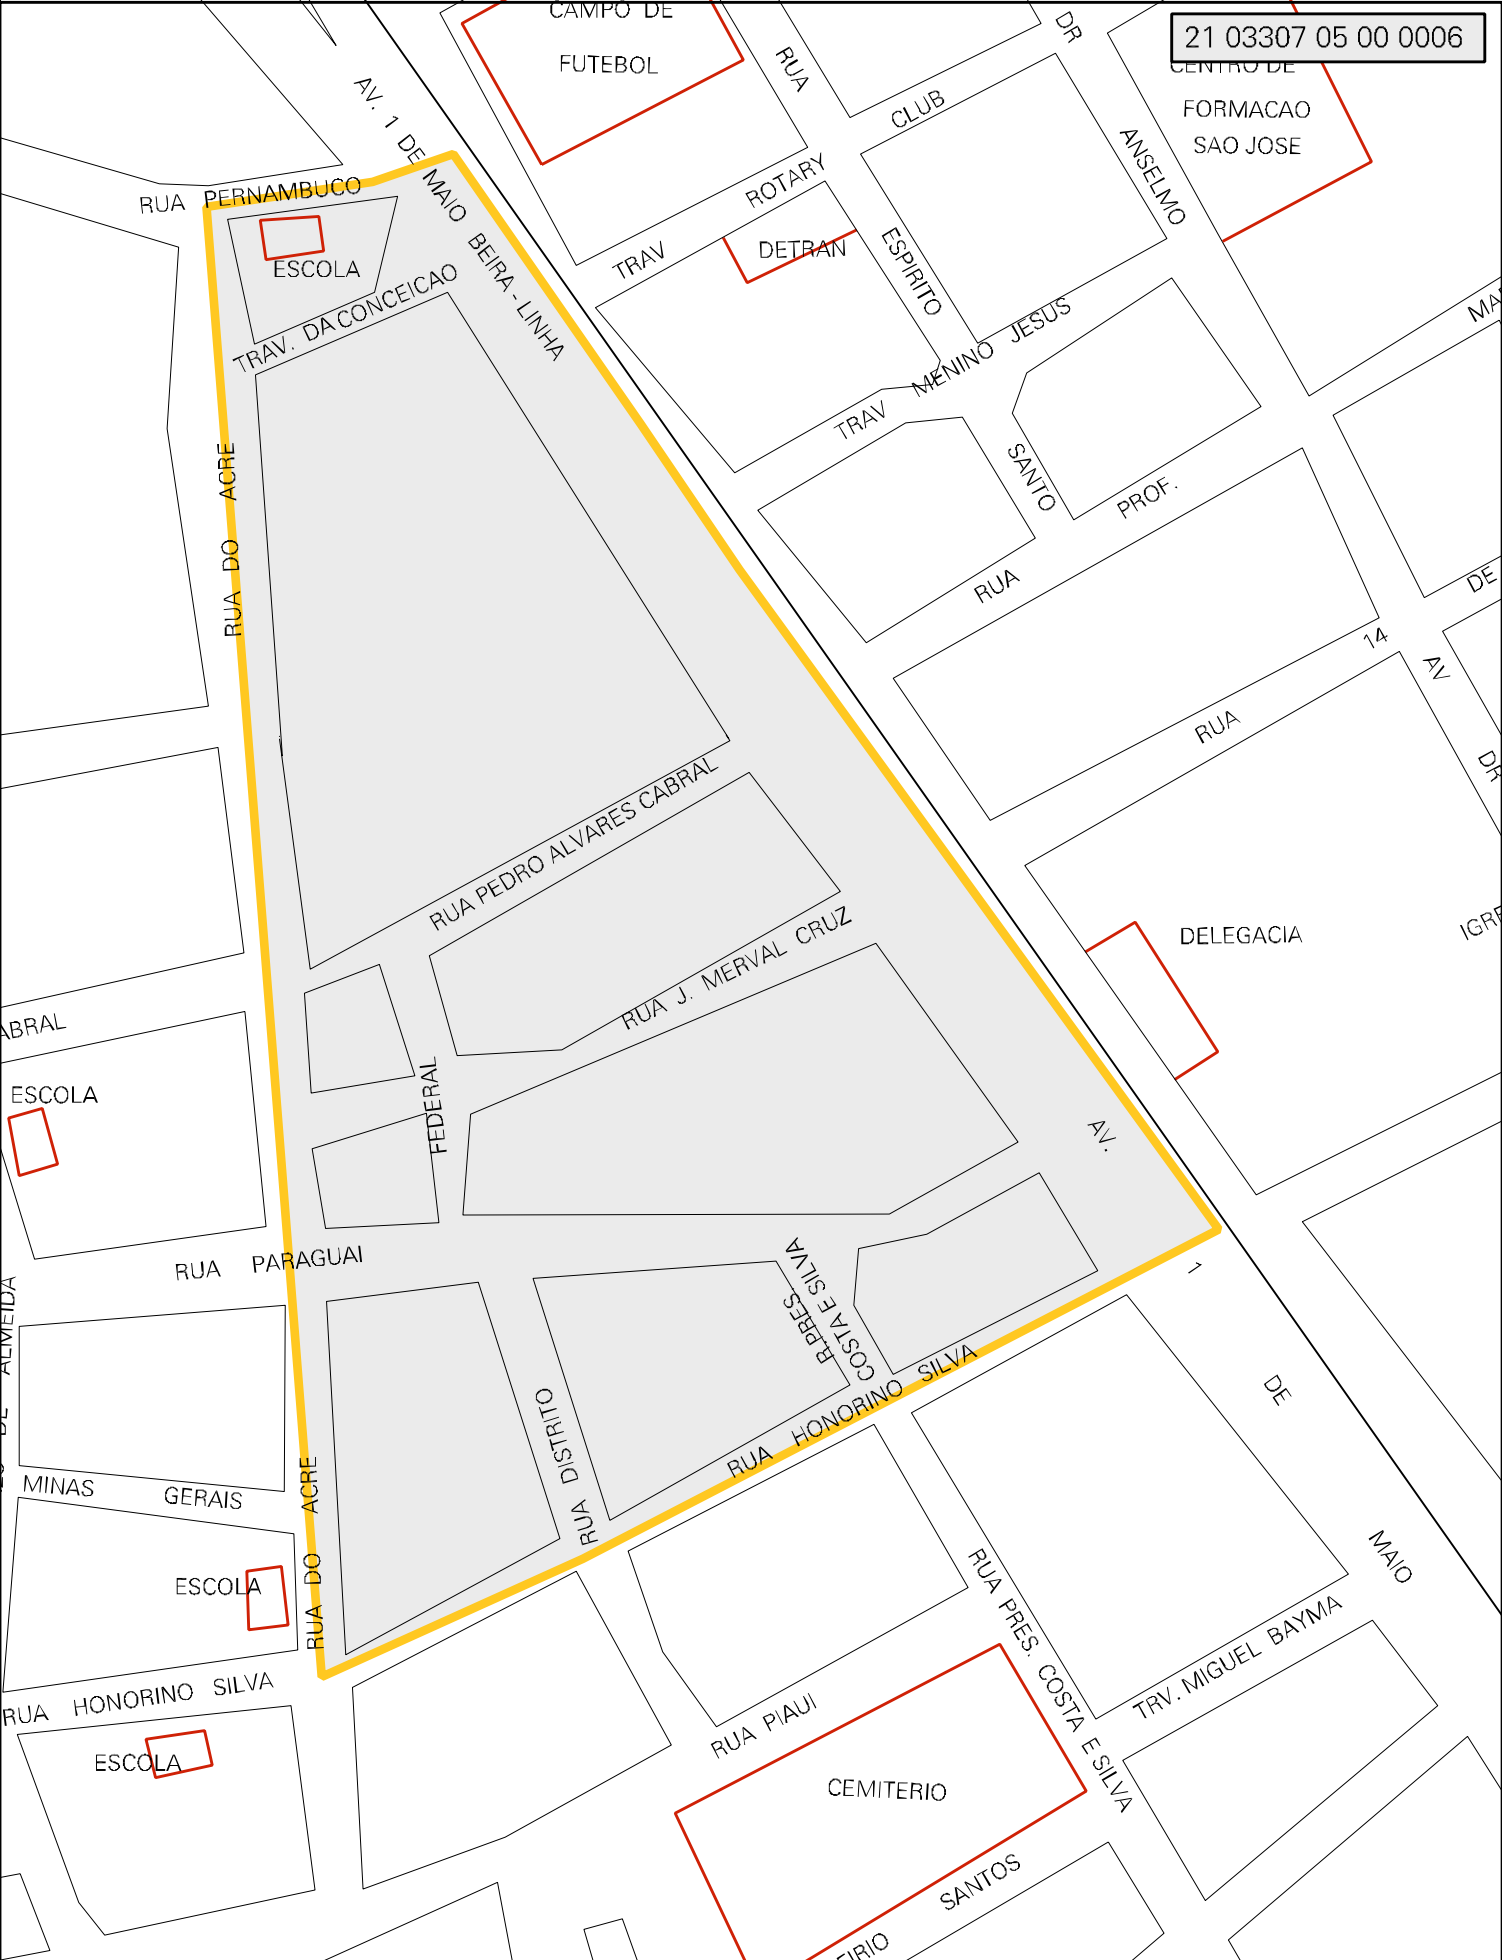 CAMPO DE
FUTEBOL
21 03307 05 00 0006
CENTRO DE
FORMACAO
SAO JOSE
RUA ESPIRITO SANTO
TRAV ROTARY CLUB
DR ANSELMO
AV. 1 DE MAIO BEIRA - LINHA
RUA PERNAMBUCO
ESCOLA
DETRAN
TRAV. DA CONCEICAO
TRAV MENINO JESUS
RUA DO ACRE
RUA PROF.
RUA 14 DE
AV DR
RUA PEDRO ALVARES CABRAL
RUA J. MERVAL CRUZ
DELEGACIA
ABRAL
ESCOLA
FEDERAL
AV. 1 DE MAIO
RUA PARAGUAI
ALMEIDA
R.PRES
COSTA E SILVA
RUA HONORINO SILVA
RUA DISTRITO
MINAS GERAIS
RUA DO ACRE
ESCOLA
RUA HONORINO SILVA
ESCOLA
RUA PRES. COSTA E SILVA
TRV. MIGUEL BAYMA
RUA PIAUI
CEMITERIO
SANTOS